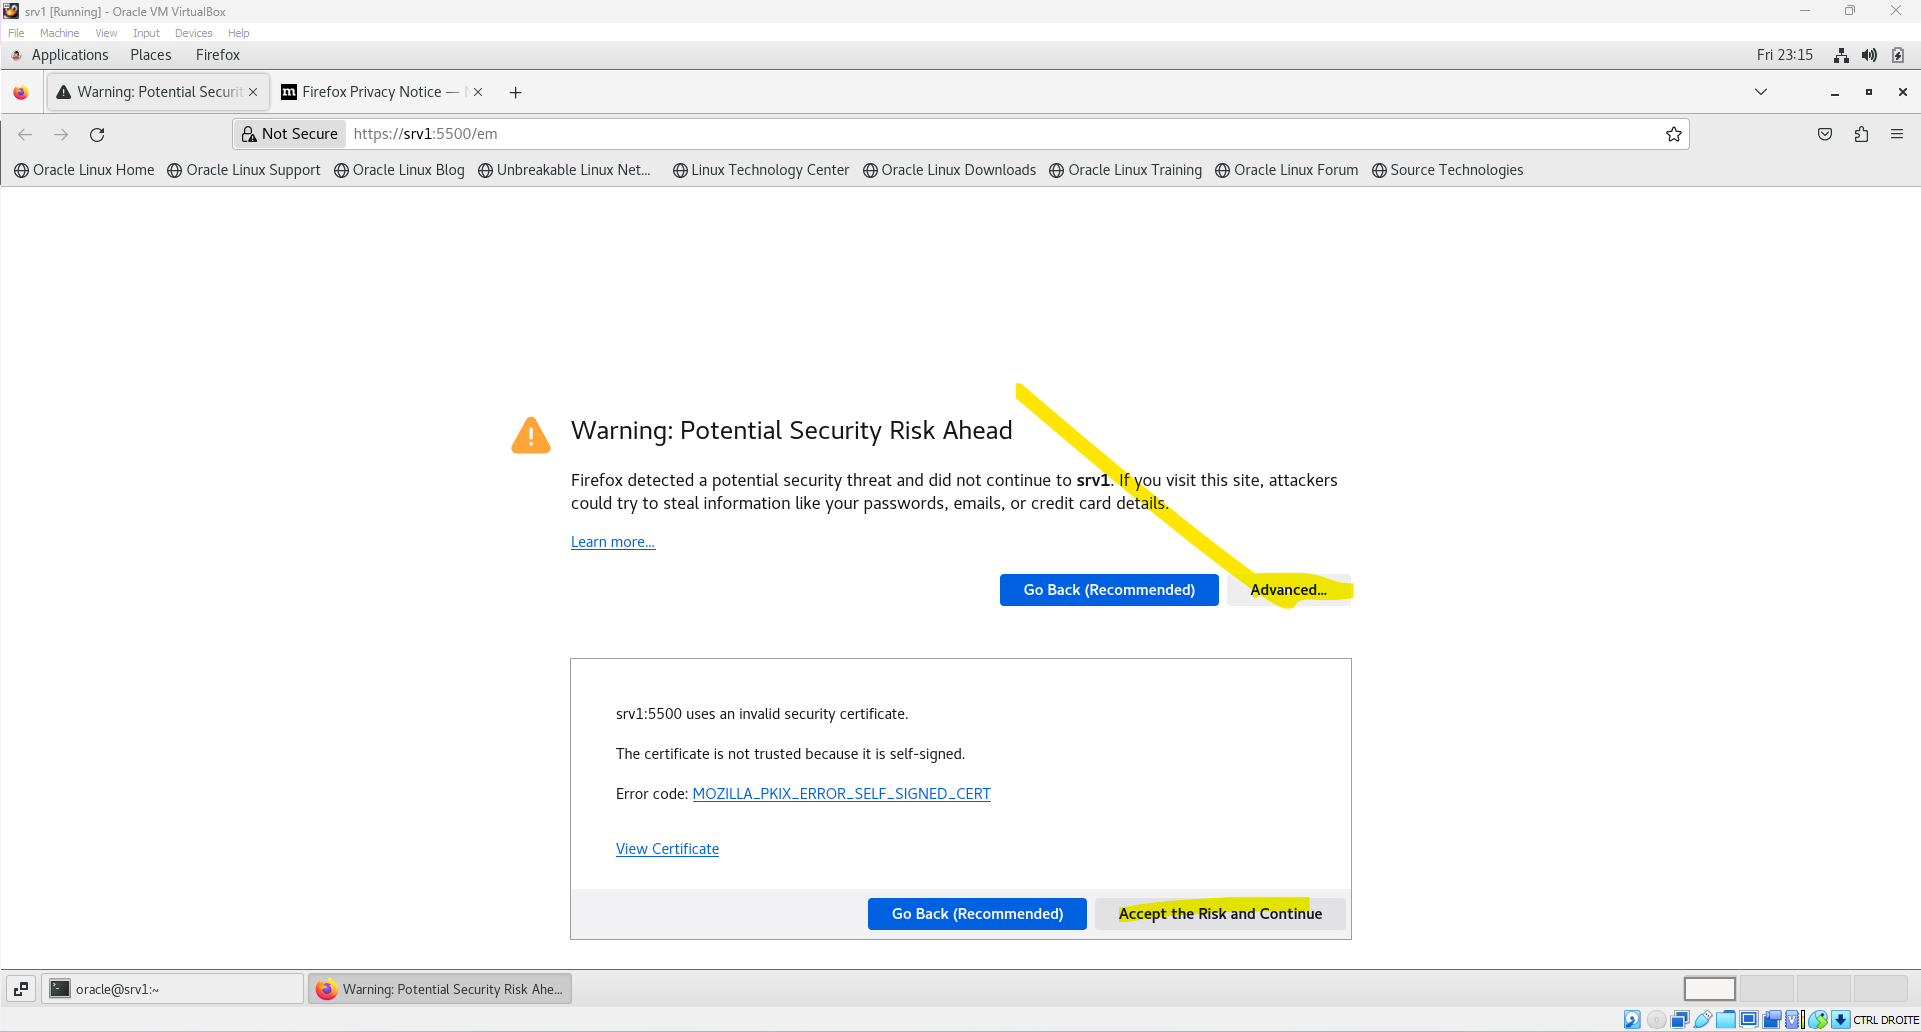 srv1 [Running] - Oracle VM VirtualBox
File Machine View Input Devices Help
Applications Places Firefox Fri 23:15
Warning: Potential Securit Firefox Privacy Notice —
Not Secure https://srv1:5500/em
Oracle Linux Home Oracle Linux Support Oracle Linux Blog Unbreakable Linux Net... Linux Technology Center Oracle Linux Downloads Oracle Linux Training Oracle Linux Forum Source Technologies
Warning: Potential Security Risk Ahead
Firefox detected a potential security threat and did not continue to srv1. If you visit this site, attackers
could try to steal information like your passwords, emails, or credit card details.
Learn more...
Go Back (Recommended) Advanced...
srv1:5500 uses an invalid security certificate.
The certificate is not trusted because it is self-signed.
Error code: MOZILLA_PKIX_ERROR_SELF_SIGNED_CERT
View Certificate
Go Back (Recommended) Accept the Risk and Continue
oracle@srv1:~ Warning: Potential Security Risk Ahe...
CTRL DROITE